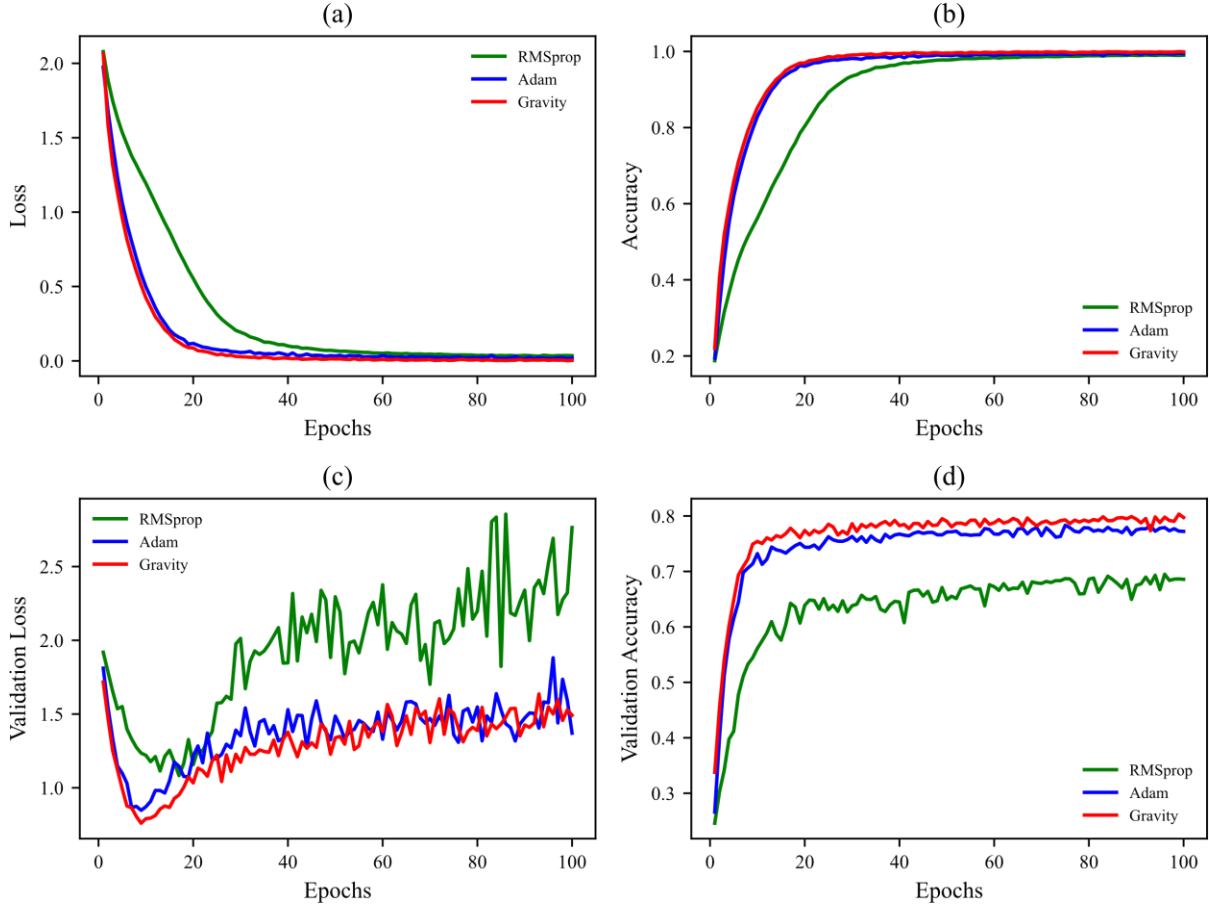 (a)
2.0
1.5
1.0
0.5
0.0
Loss
0 20 40 60 80 100
Epochs
RMSprop
Adam
Gravity
(b)
1.0
0.8
0.6
0.4
0.2
Accuracy
0 20 40 60 80 100
Epochs
RMSprop
Adam
Gravity
(c)
2.5
2.0
1.5
1.0
Validation Loss
0 20 40 60 80 100
Epochs
RMSprop
Adam
Gravity
(d)
0.8
0.7
0.6
0.5
0.4
0.3
Validation Accuracy
0 20 40 60 80 100
Epochs
RMSprop
Adam
Gravity